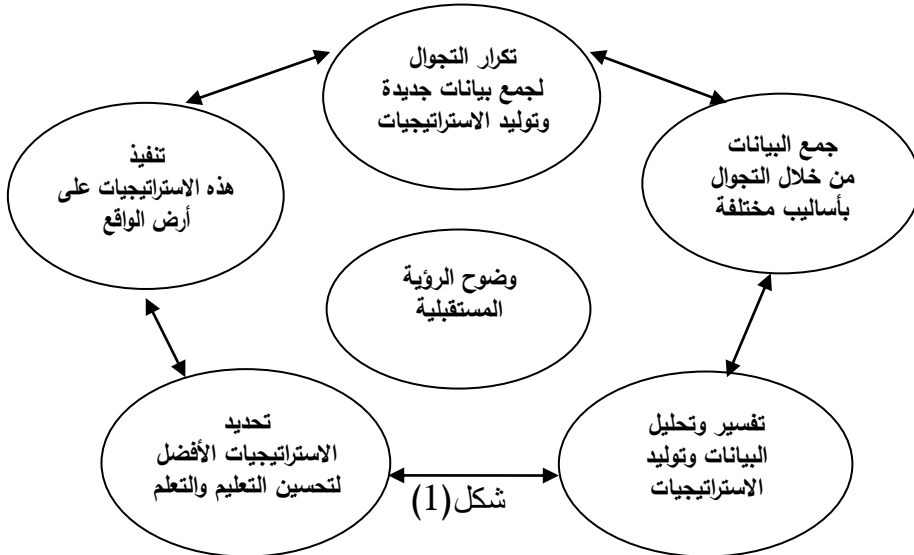 تكرار التجوال
لجمع بيانات جديدة
وتوليد الاستراتيجيات
جمع البيانات
من خلال التجوال
بأساليب مختلفة
تنفيذ
هذه الاستراتيجيات على
أرض الواقع
وضوح الرؤية
المستقبلية
تفسير وتحليل
البيانات وتوليد
الاستراتيجيات
تحديد
الاستراتيجيات الأفضل
لتحسين التعليم والتعلم
شكل(1)